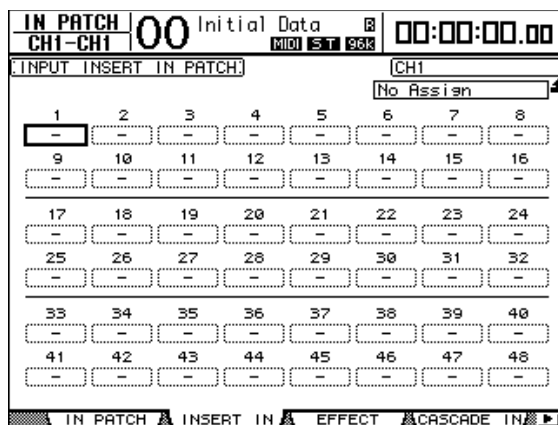 IN PATCH
CH1-CH1
00
Initial Data
R
MIDI ST 96k
00:00:00.00
INPUT INSERT IN PATCH
CH1
No Assign
1 2 3 4 5 6 7 8
- - - - - - - -
9 10 11 12 13 14 15 16
- - - - - - - -
17 18 19 20 21 22 23 24
- - - - - - - -
25 26 27 28 29 30 31 32
- - - - - - - -
33 34 35 36 37 38 39 40
- - - - - - - -
41 42 43 44 45 46 47 48
- - - - - - - -
IN PATCH INSERT IN EFFECT CASCADE IN